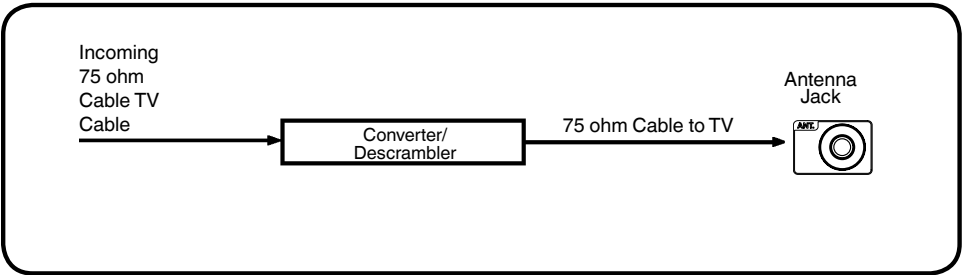 Incoming
75 ohm
Cable TV
Cable
Converter/
Descrambler
75 ohm Cable to TV
Antenna
Jack
ANT.